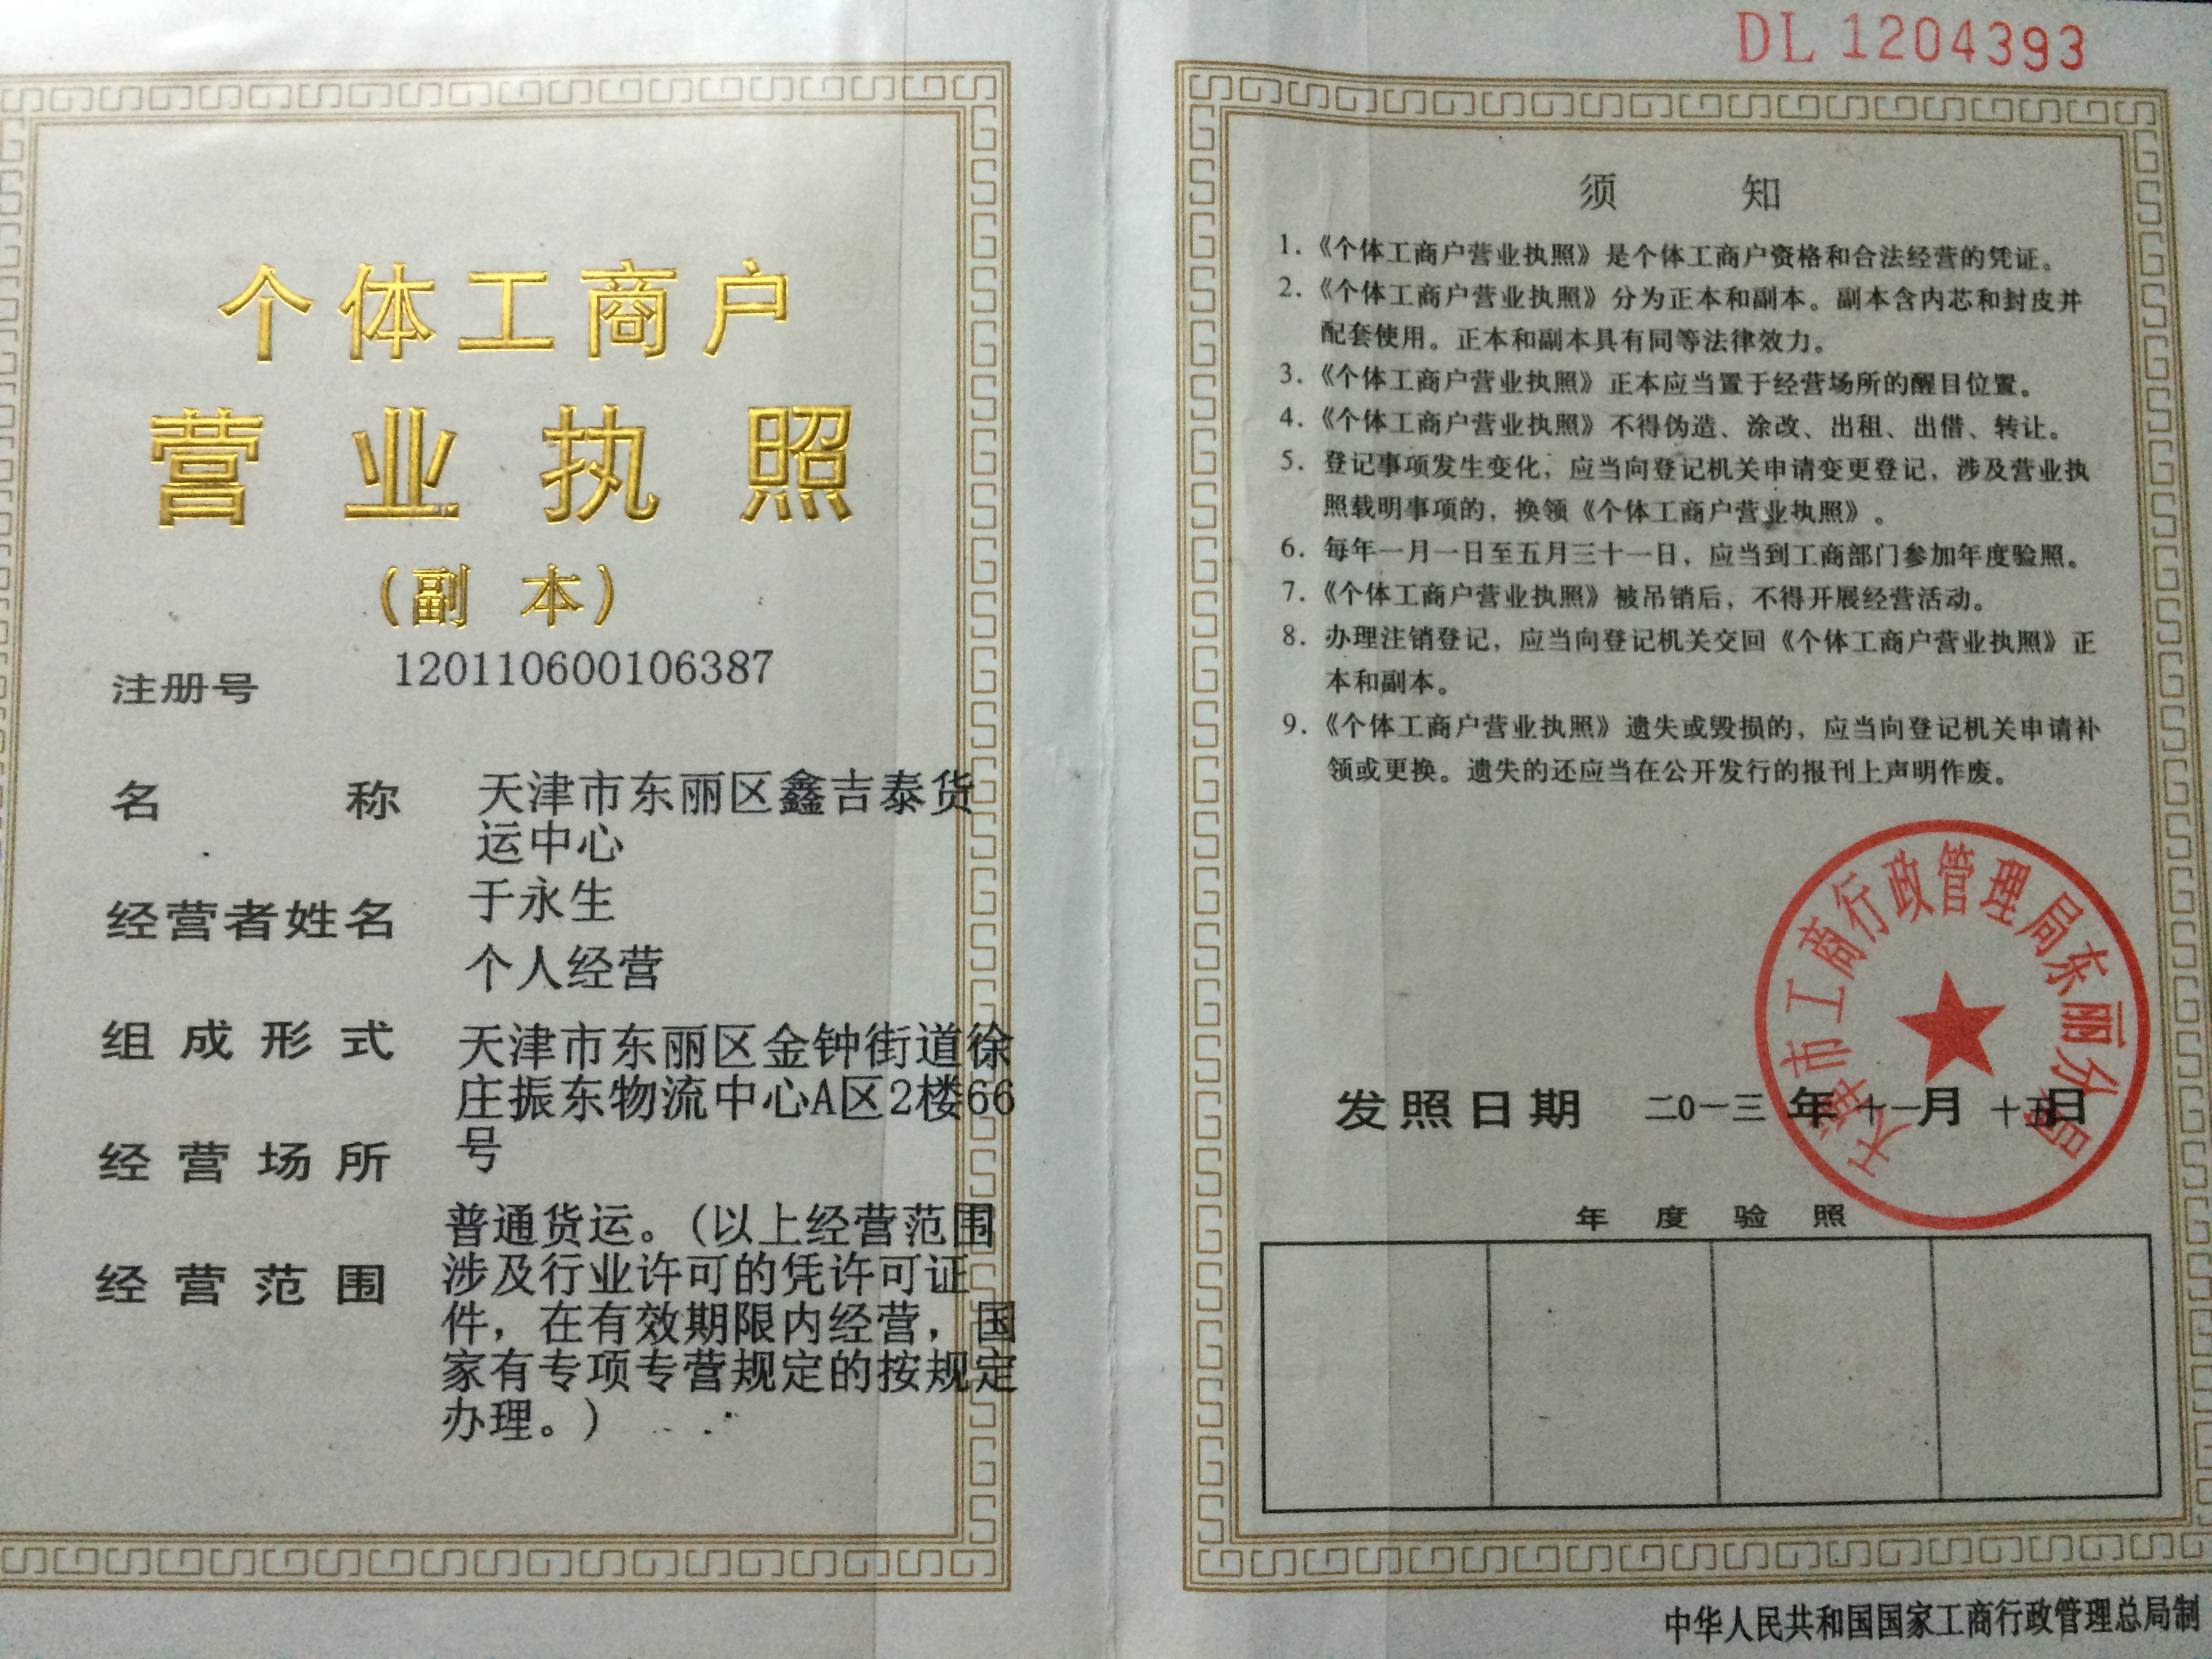 个体工商户
营业执照
(副 本)
注册号 120110600106387
名称 天津市东丽区鑫吉泰货
运中心
经营者姓名 于永生
组成形式 个人经营
经营场所 天津市东丽区金钟街道徐
庄振东物流中心A区2楼66
号
经营范围 普通货运。(以上经营范围
涉及行业许可的凭许可证
件，在有效期限内经营，国
家有专项专营规定的按规定
办理。)
DL 1204393
须 知
1.《个体工商户营业执照》是个体工商户资格和合法经营的凭证。
2.《个体工商户营业执照》分为正本和副本。副本含内芯和封皮并
配套使用。正本和副本具有同等法律效力。
3.《个体工商户营业执照》正本应当置于经营场所的醒目位置。
4.《个体工商户营业执照》不得伪造、涂改、出租、出借、转让。
5. 登记事项发生变化，应当向登记机关申请变更登记，涉及营业执
照载明事项的，换领《个体工商户营业执照》。
6. 每年一月一日至五月三十一日，应当到工商部门参加年度验照。
7.《个体工商户营业执照》被吊销后，不得开展经营活动。
8. 办理注销登记，应当向登记机关交回《个体工商户营业执照》正
本和副本。
9.《个体工商户营业执照》遗失或毁损的，应当向登记机关申请补
领或更换。遗失的还应当在公开发行的报刊上声明作废。
天津市工商行政管理局东丽分局
发照日期 二0一三 年 十一月 十五日
年度验照
中华人民共和国国家工商行政管理总局制